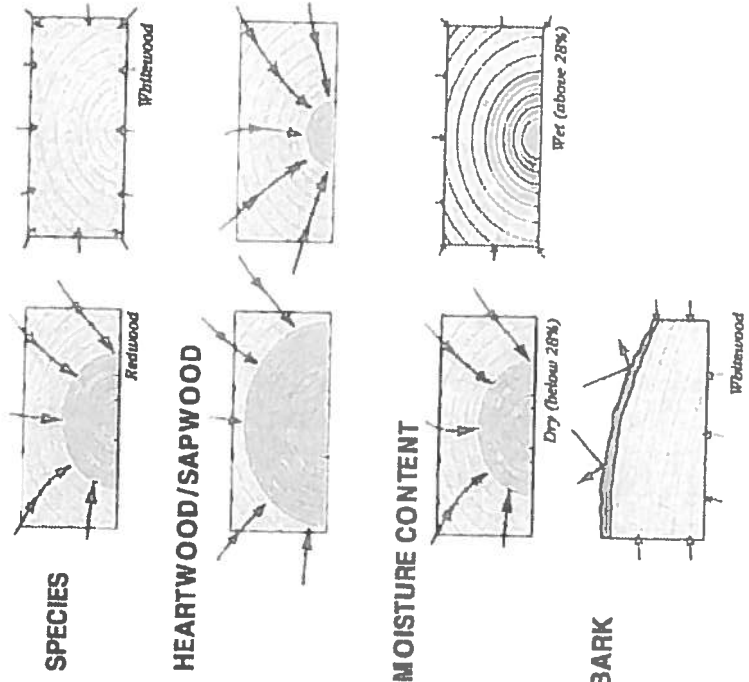 SPECIES
Redwood
Whitewood
HEARTWOOD/SAPWOOD
MOISTURE CONTENT
Dry (below 28%)
Wet (above 28%)
BARK
Whitewood